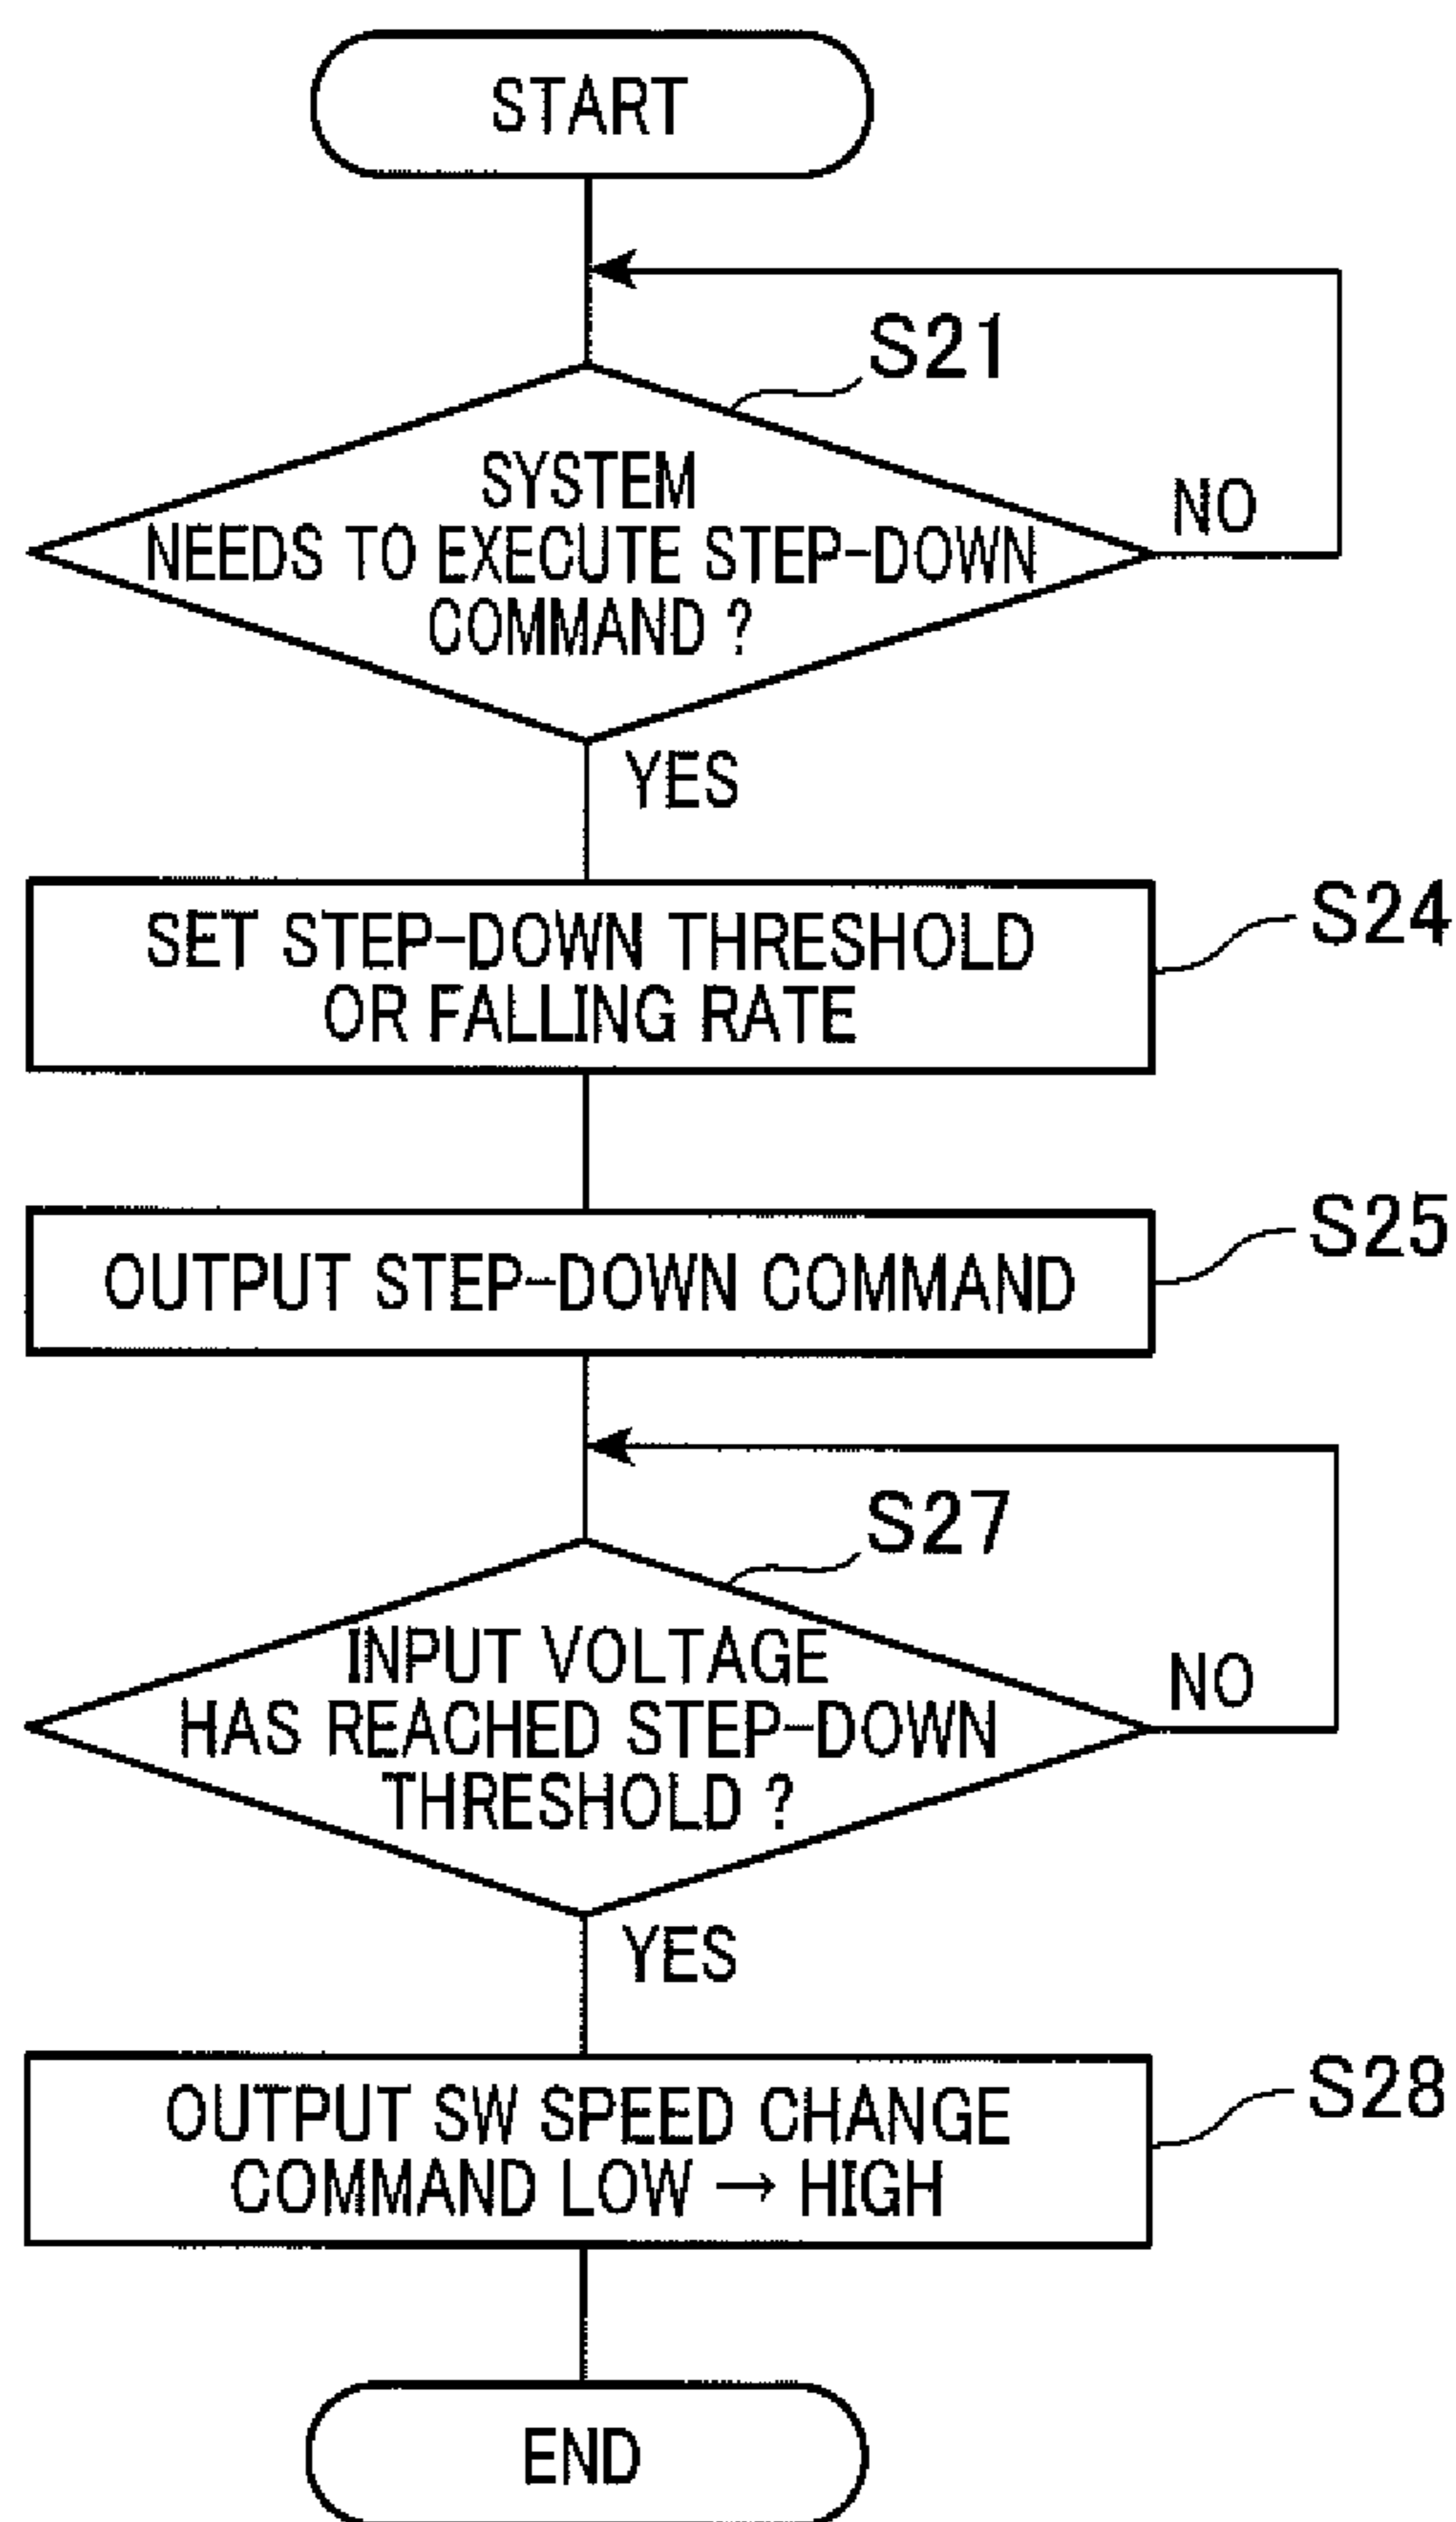 START
S21
SYSTEM
NEEDS TO EXECUTE STEP-DOWN
COMMAND ?
NO
YES
SET STEP-DOWN THRESHOLD
OR FALLING RATE
S24
OUTPUT STEP-DOWN COMMAND
S25
S27
INPUT VOLTAGE
HAS REACHED STEP-DOWN
THRESHOLD ?
NO
YES
OUTPUT SW SPEED CHANGE
COMMAND LOW → HIGH
S28
END